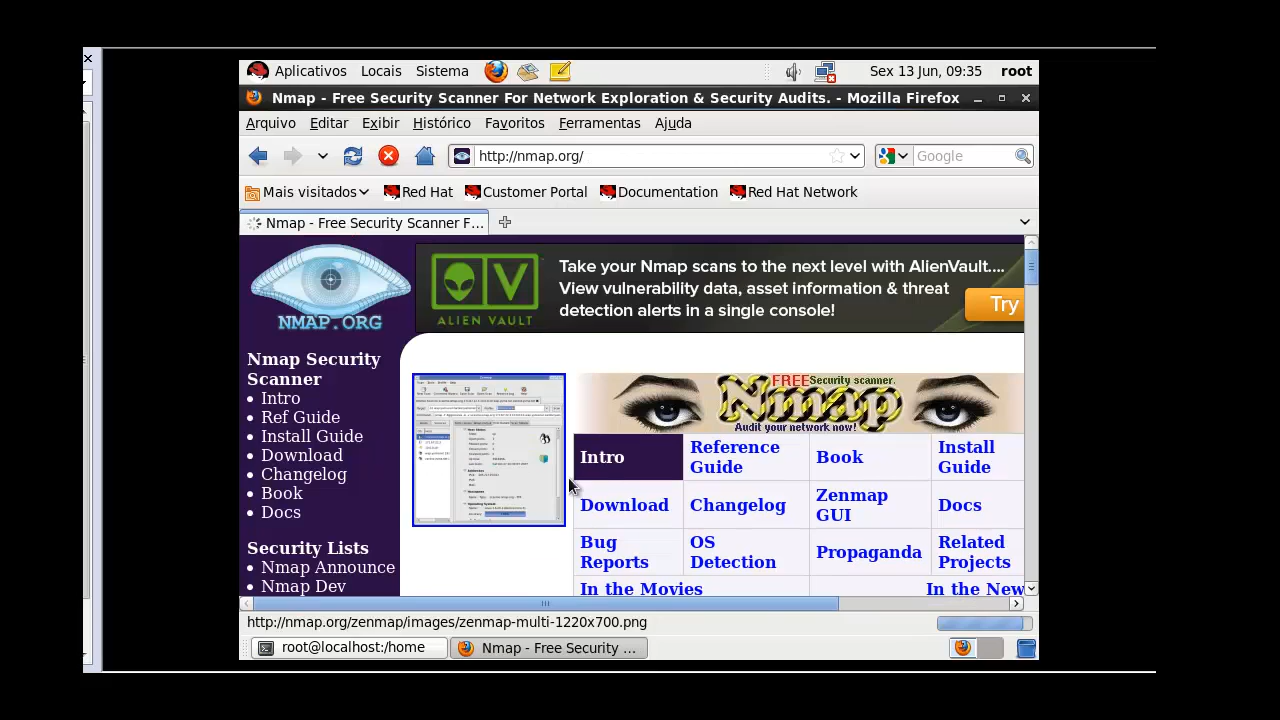 Aplicativos Locais Sistema Sex 13 Jun, 09:35 root
Nmap - Free Security Scanner For Network Exploration & Security Audits. - Mozilla Firefox
Arquivo Editar Exibir Histórico Favoritos Ferramentas Ajuda
http://nmap.org/ Google
Mais visitados Red Hat Customer Portal Documentation Red Hat Network
Nmap - Free Security Scanner F...
NMAP.ORG
ALIEN VAULT
Take your Nmap scans to the next level with AlienVault....
View vulnerability data, asset information & threat
detection alerts in a single console!
Try
Nmap Security
Scanner
Intro
Ref Guide
Install Guide
Download
Changelog
Book
Docs
Security Lists
Nmap Announce
Nmap Dev
FREE Security scanner.
Nmap
Audit your network now!
Intro
Reference
Guide
Book
Install
Guide
Download
Changelog
Zenmap
GUI
Docs
Bug
Reports
OS
Detection
Propaganda
Related
Projects
In the Movies
In the New
http://nmap.org/zenmap/images/zenmap-multi-1220x700.png
root@localhost:/home Nmap - Free Security ...